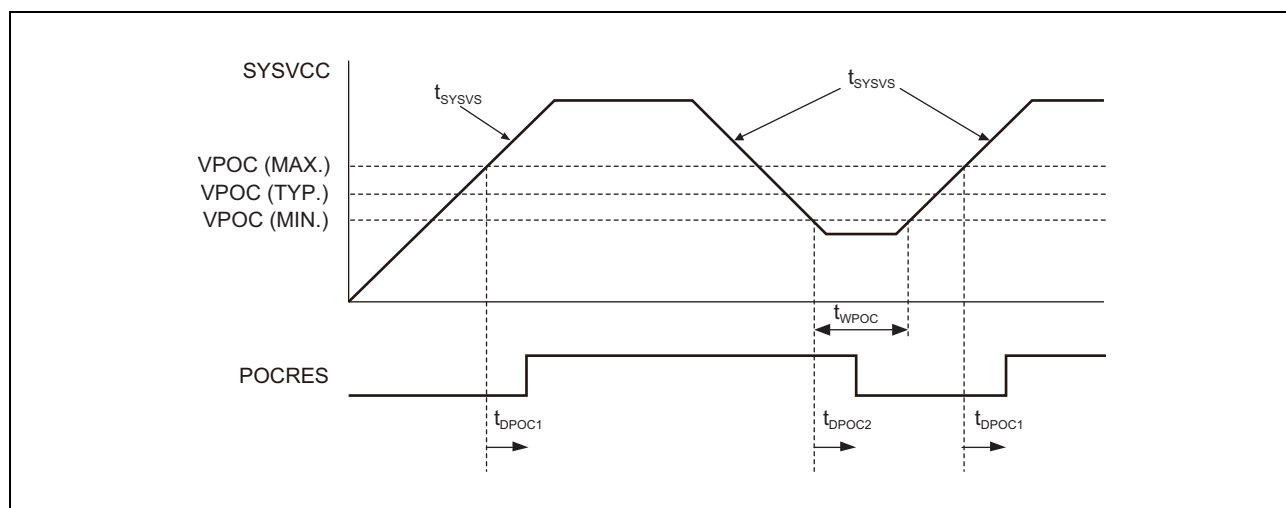 SYSVCC
tSYSVS
tSYSVS
VPOC (MAX.)
VPOC (TYP.)
VPOC (MIN.)
tWPOC
POCRES
tDPOC1
tDPOC2
tDPOC1